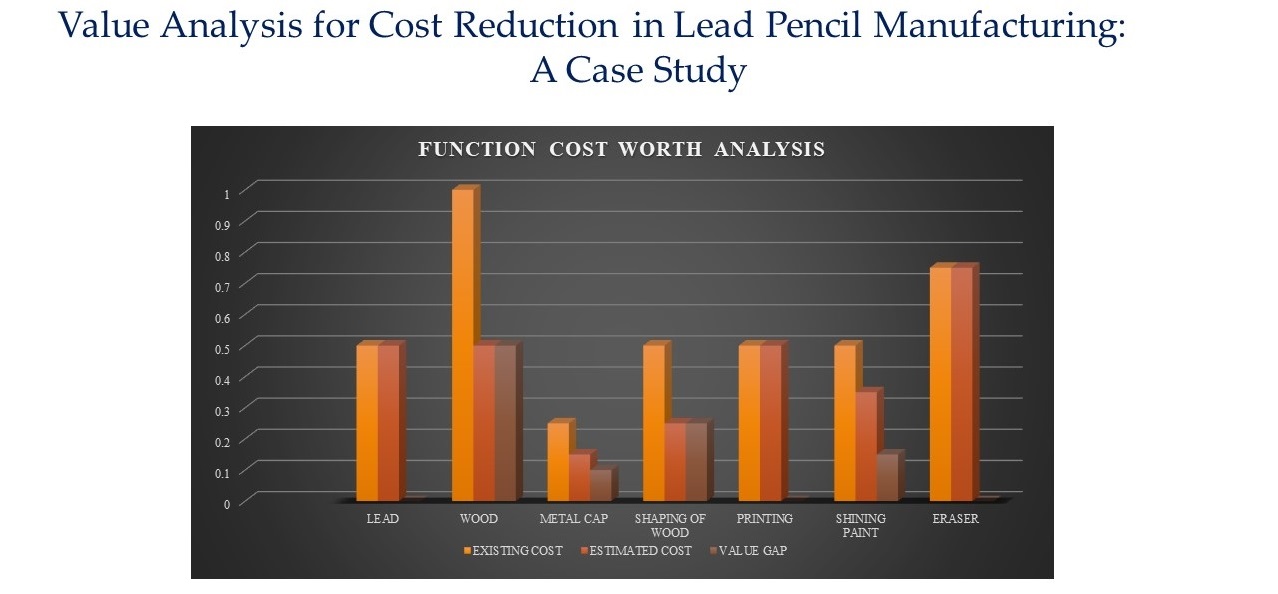 Value Analysis for Cost Reduction in Lead Pencil Manufacturing:
A Case Study
FUNCTION COST WORTH ANALYSIS
1
0.9
0.8
0.7
0.6
0.5
0.4
0.3
0.2
0.1
0
LEAD WOOD METAL CAP SHAPING OF WOOD PRINTING SHINING PAINT ERASER
EXISTING COST ESTIMATED COST VALUE GAP